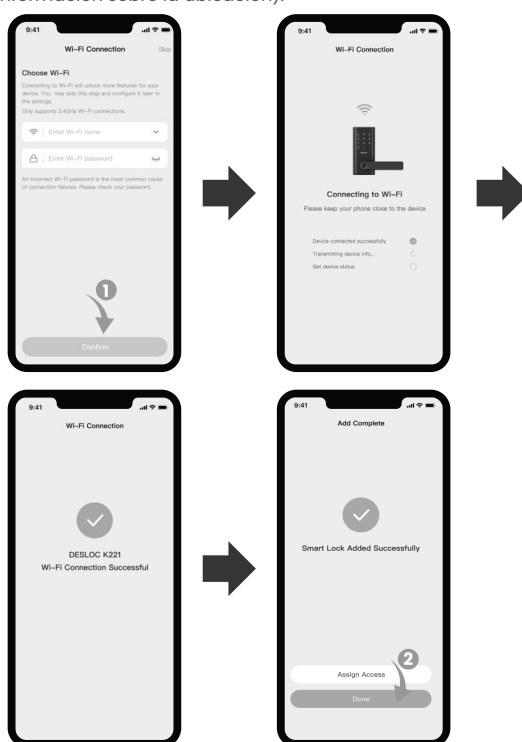 información sobre la ubicación).
9:41
Wi-Fi Connection
Skip
Choose Wi-Fi
Connecting to Wi-Fi will unlock more features for your
device. You may skip this step and configure it later in
the settings.
Only supports 2.4GHz Wi-Fi connections.
Enter Wi-Fi name
Enter Wi-Fi password
An incorrect Wi-Fi password is the most common cause
of connection failures. Please check your password.
1
Confirm
9:41
Wi-Fi Connection
Connecting to Wi-Fi
Please keep your phone close to the device
Device connected successfully
Transmitting device info...
Get device status
9:41
Wi-Fi Connection
DESLOC K221
Wi-Fi Connection Successful
9:41
Add Complete
Smart Lock Added Successfully
Assign Access
2
Done